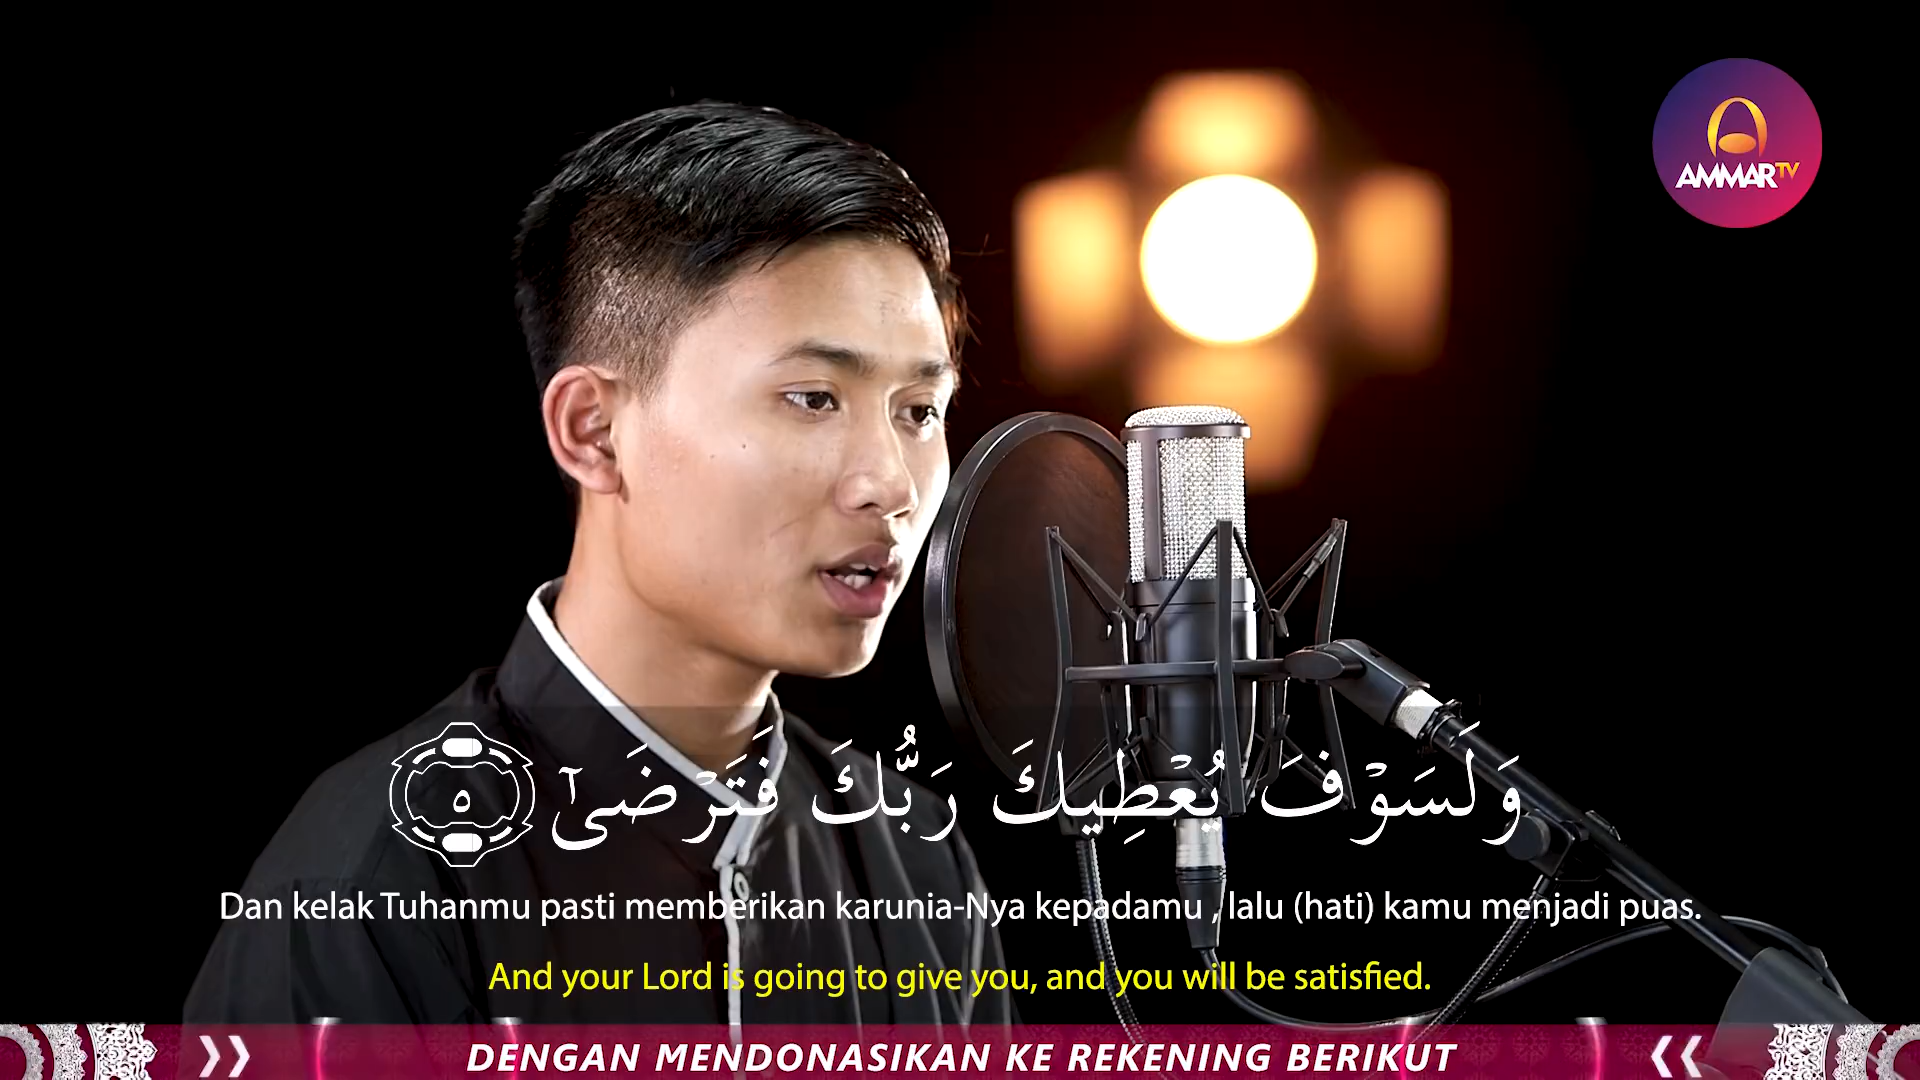 AMMARTV
وَلَسَوْفَ يُعْطِيكَ رَبُّكَ فَتَرْضَىٰٓ ٥
Dan kelak Tuhanmu pasti memberikan karunia-Nya kepadamu , lalu (hati) kamu menjadi puas.
And your Lord is going to give you, and you will be satisfied.
DENGAN MENDONASIKAN KE REKENING BERIKUT